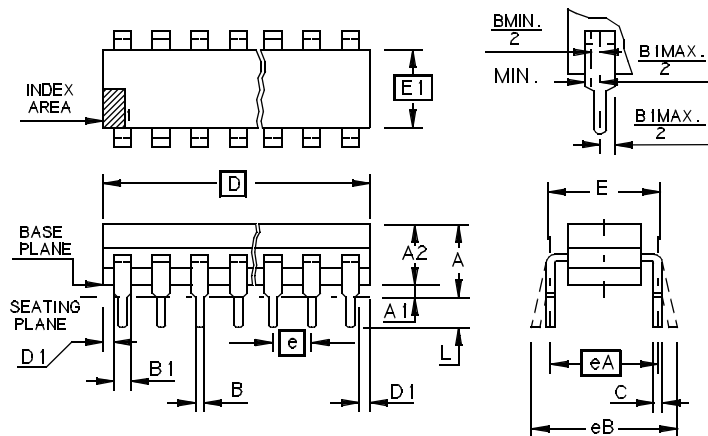 BMIN.
2
MIN.
B1MAX.
2
B1MAX.
2
INDEX
AREA
1
E1
D
BASE
PLANE
A2
A
SEATING
PLANE
A1
L
D1
B1
B
e
D1
E
eA
C
eB